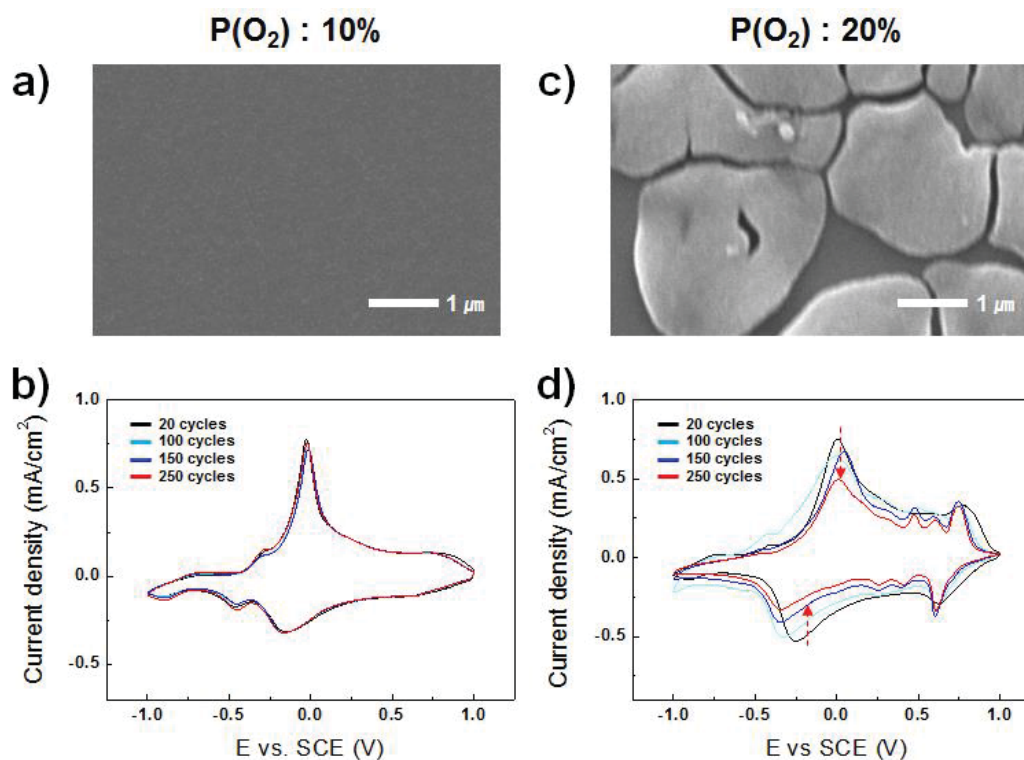 P(O₂) : 10%
P(O₂) : 20%
a)
1 ㎛
c)
1 ㎛
b)
Current density (mA/cm²)
1.0
0.5
0.0
-0.5
20 cycles
100 cycles
150 cycles
250 cycles
-1.0
-0.5
0.0
0.5
1.0
E vs. SCE (V)
d)
Current density (mA/cm²)
1.0
0.5
0.0
-0.5
20 cycles
100 cycles
150 cycles
250 cycles
-1.0
-0.5
0.0
0.5
1.0
E vs SCE (V)